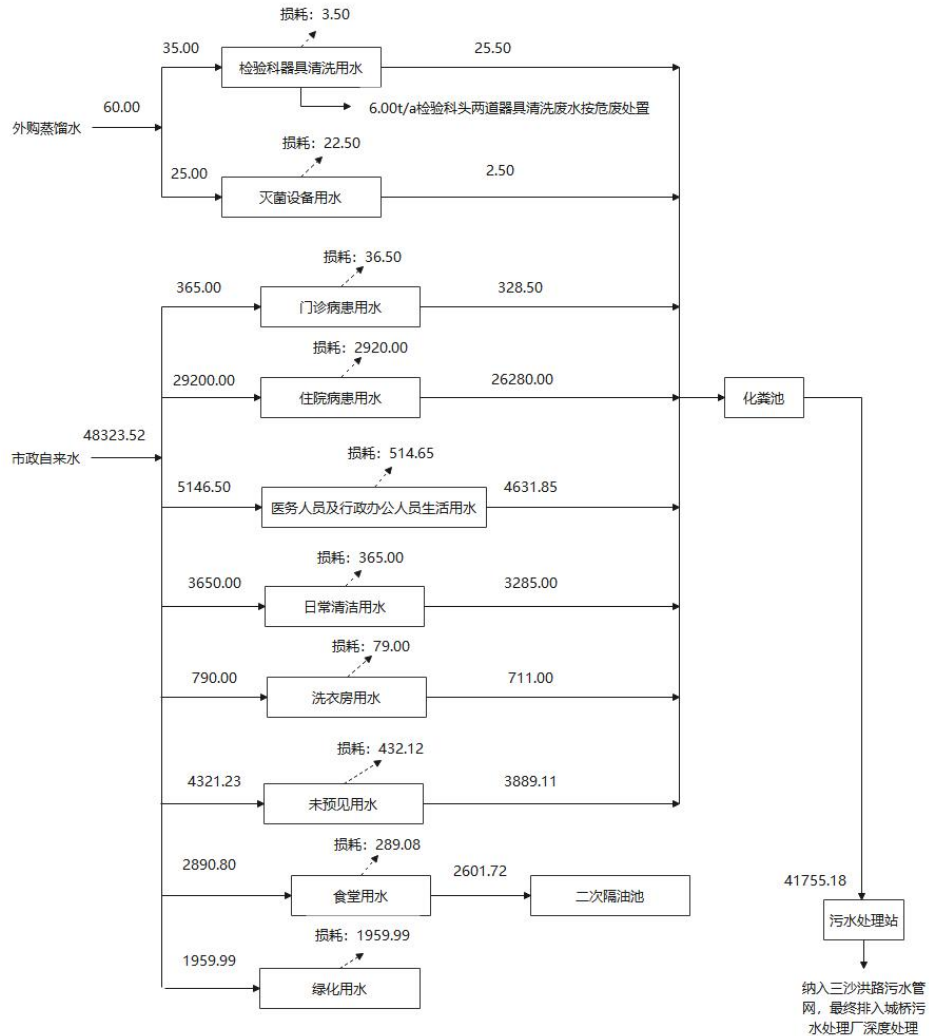 损耗：3.50
35.00
检验科器具清洗用水
25.50
6.00t/a检验科头两道器具清洗废水按危废处置
外购蒸馏水
60.00
损耗：22.50
25.00
灭菌设备用水
2.50
损耗：36.50
365.00
门诊病患用水
328.50
损耗：2920.00
29200.00
住院病患用水
26280.00
化粪池
市政自来水
48323.52
损耗：514.65
5146.50
医务人员及行政办公人员生活用水
4631.85
损耗：365.00
3650.00
日常清洁用水
3285.00
损耗：79.00
790.00
洗衣房用水
711.00
损耗：432.12
4321.23
未预见用水
3889.11
损耗：289.08
2890.80
食堂用水
2601.72
二次隔油池
41755.18
污水处理站
损耗：1959.99
1959.99
绿化用水
纳入三沙洪路污水管
网，最终排入城桥污
水处理厂深度处理